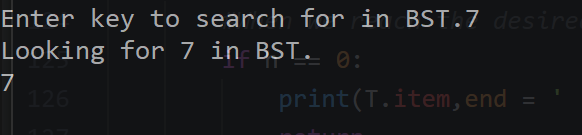 Enter key to search for in BST.7
Looking for 7 in BST.
if n == 0:
7
126 print(T.item,end = '